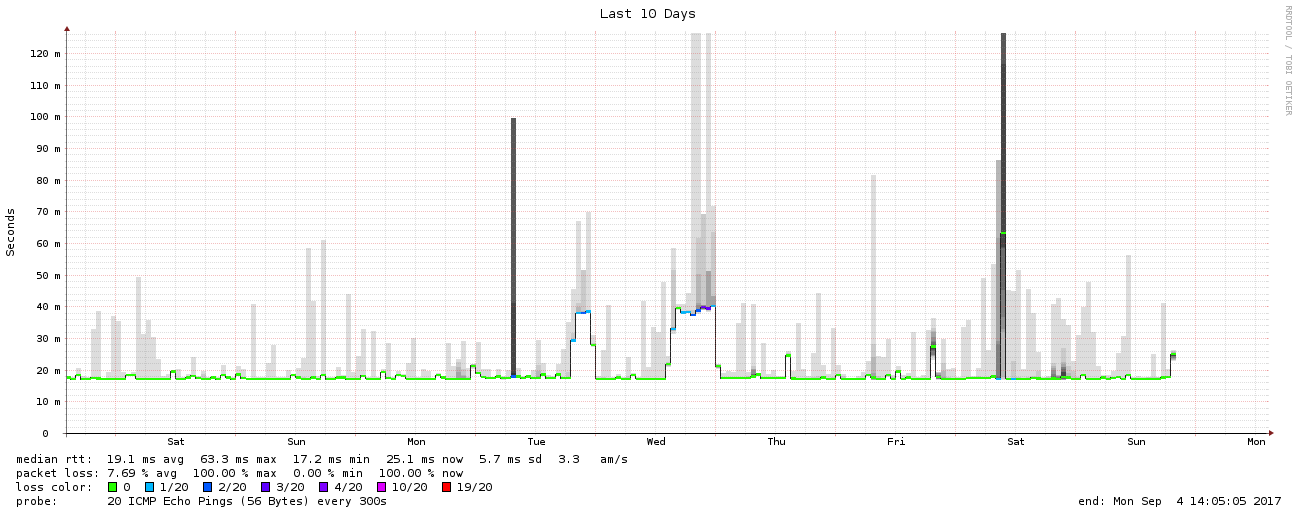 Last 10 Days
RRDTOOL / TOBI OETIKER
Seconds
120 m
110 m
100 m
90 m
80 m
70 m
60 m
50 m
40 m
30 m
20 m
10 m
0
Sat Sun Mon Tue Wed Thu Fri Sat Sun Mon
median rtt: 19.1 ms avg 63.3 ms max 17.2 ms min 25.1 ms now 5.7 ms sd 3.3 am/s
packet loss: 7.69 % avg 100.00 % max 0.00 % min 100.00 % now
loss color: 0 1/20 2/20 3/20 4/20 10/20 19/20
probe: 20 ICMP Echo Pings (56 Bytes) every 300s end: Mon Sep 4 14:05:05 2017